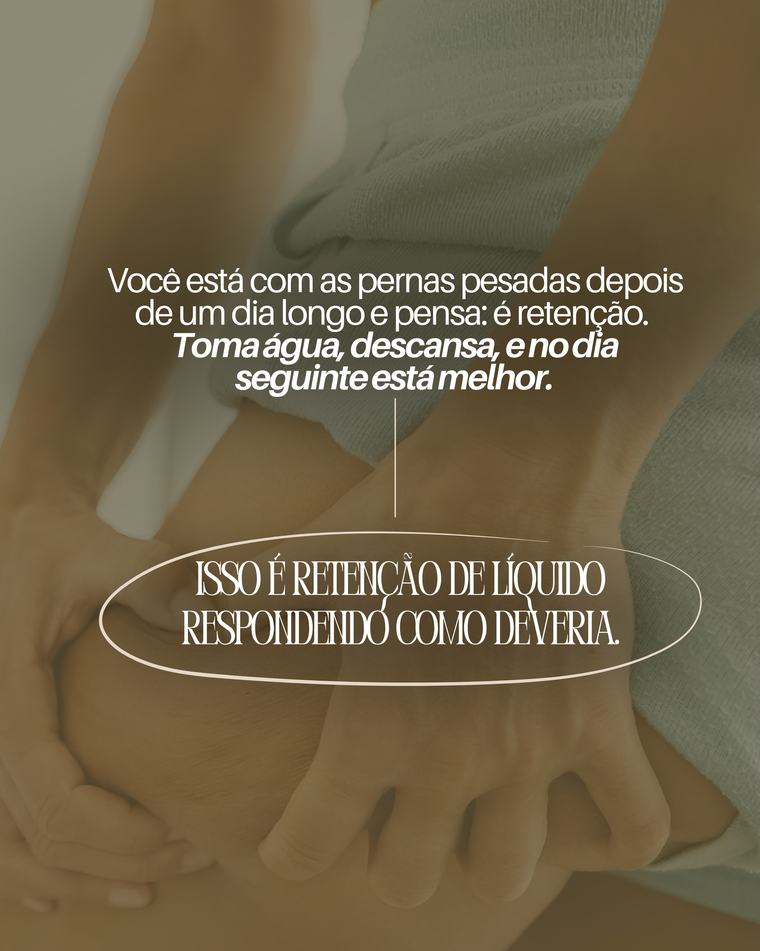 Você está com as pernas pesadas depois
de um dia longo e pensa: é retenção.
Toma água, descansa, e no dia
seguinte está melhor.
ISSO É RETENÇÃO DE LÍQUIDO
RESPONDENDO COMO DEVERIA.